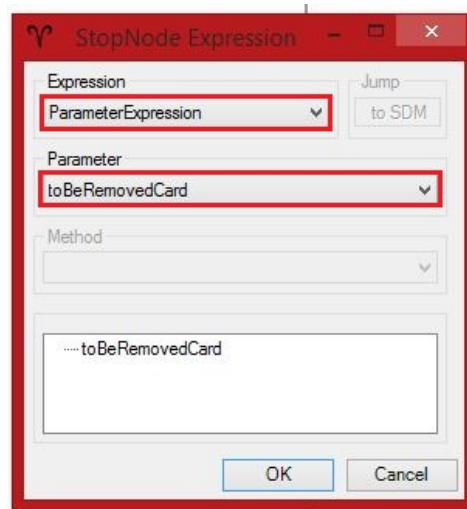 StopNode Expression
Expression
Jump
ParameterExpression
to SDM
Parameter
toBeRemovedCard
Method
toBeRemovedCard
OK
Cancel